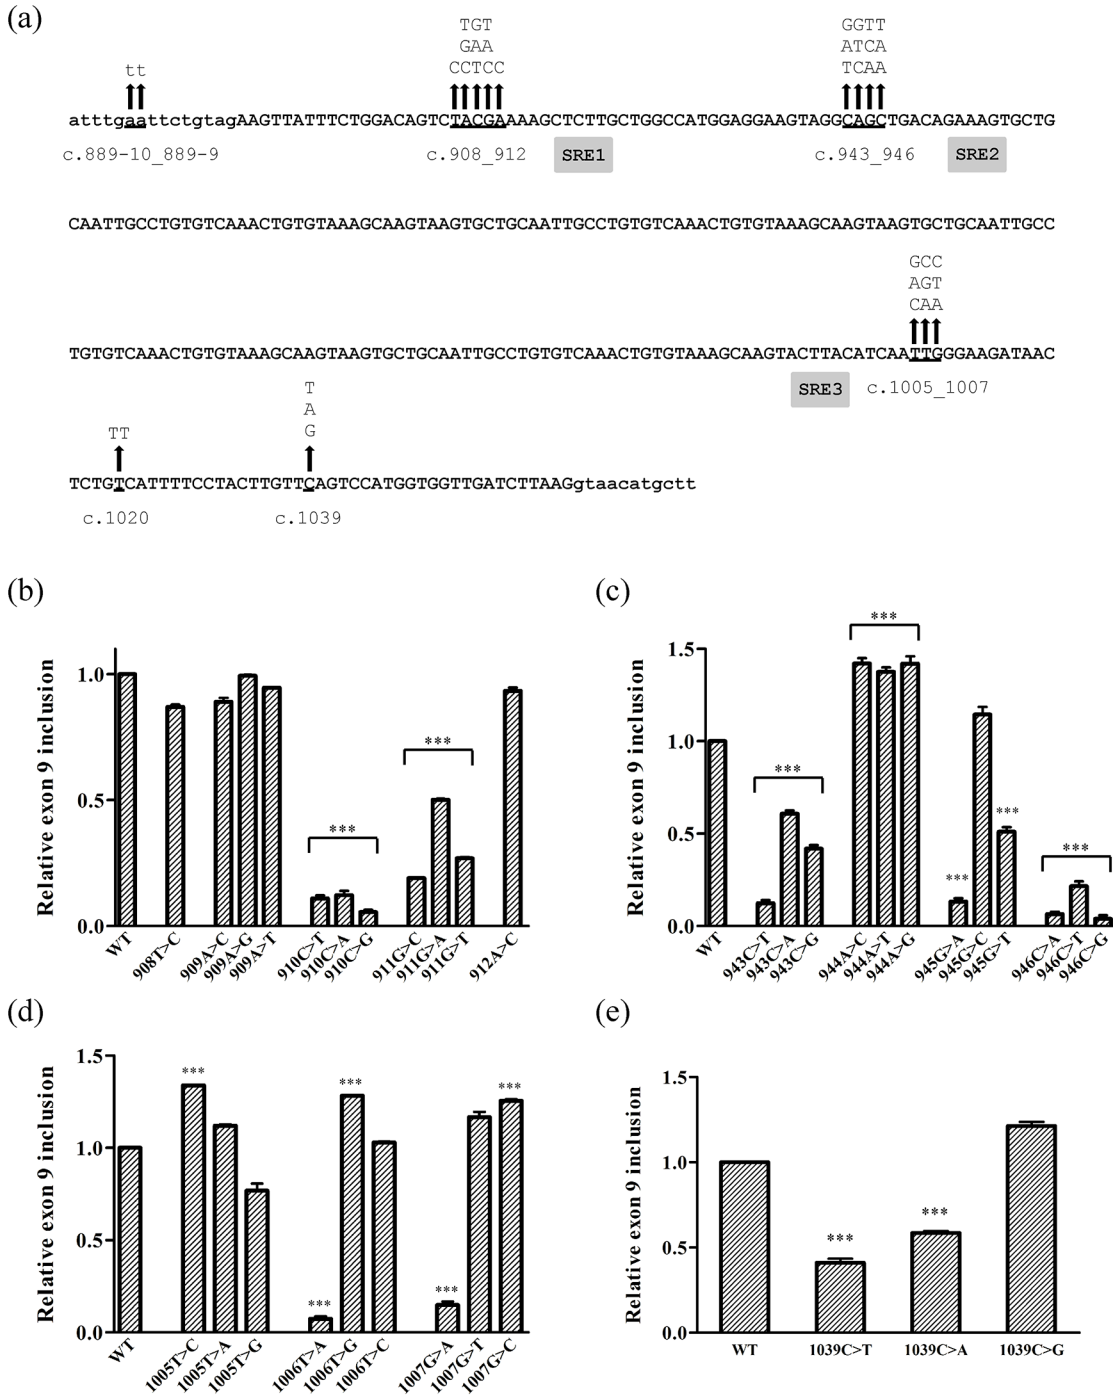 (a)
TGT
GAA
CCTCC
GGTT
ATCA
TCAA
tt
atttgaattctgtagAAGTTATTTCTGGACAGTCTACGAAAAGCTCTTGCTGGCCATGGAGGAAGTAGGCAGCTGACAGAAAGTGCTG
c.889-10_889-9
c.908_912
SRE1
c.943_946
SRE2
CAATTGCCTGTGTCAAACTGTGTAAAGCAAGTAAGTGCTGCAATTGCCTGTGTCAAACTGTGTAAAGCAAGTAAGTGCTGCAATTGCC
GCC
AGT
CAA
TGTGTCAAACTGTGTAAAGCAAGTAAGTGCTGCAATTGCCTGTGTCAAACTGTGTAAAGCAAGTACTTACATCAATTGGGAAGATAAC
SRE3
c.1005_1007
T
A
G
TT
TCTGTCATTTTCCTACTTGTTCAGTCCATGGTGGTTGATCTTAAGgtaacatgctt
c.1020
c.1039
(b)
Relative exon 9 inclusion
1.0
0.5
0.0
***
***
WT
908T>C
909A>C
909A>G
909A>T
910C>T
910C>A
910C>G
911G>C
911G>A
911G>T
912A>C
(c)
Relative exon 9 inclusion
1.5
1.0
0.5
0.0
***
***
***
***
***
WT
943C>T
943C>A
943C>G
944A>C
944A>T
944A>G
945G>A
945G>C
945G>T
946C>A
946C>T
946C>G
(d)
Relative exon 9 inclusion
1.5
1.0
0.5
0.0
***
***
***
***
***
WT
1005T>C
1005T>A
1005T>G
1006T>A
1006T>G
1006T>C
1007G>A
1007G>T
1007G>C
(e)
Relative exon 9 inclusion
1.5
1.0
0.5
0.0
***
***
WT
1039C>T
1039C>A
1039C>G